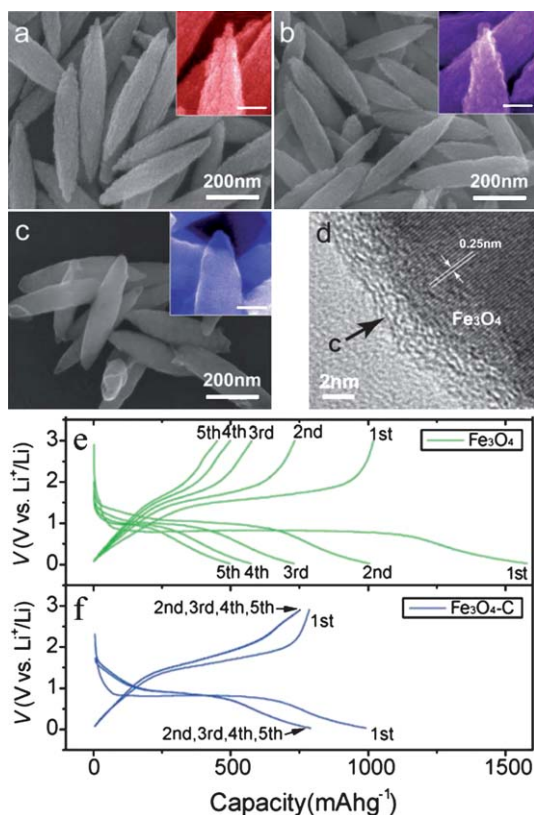 a
200nm
b
200nm
c
200nm
d
0.25nm
Fe₃O₄
C
2nm
e
5th 4th 3rd 2nd 1st
Fe₃O₄
V (V vs. Li⁺/Li)
3
2
1
0
5th 4th 3rd 2nd 1st
f
2nd,3rd,4th,5th
1st
Fe₃O₄-C
V (V vs. Li⁺/Li)
3
2
1
0
2nd,3rd,4th,5th
1st
0 500 1000 1500
Capacity(mAhg⁻¹)